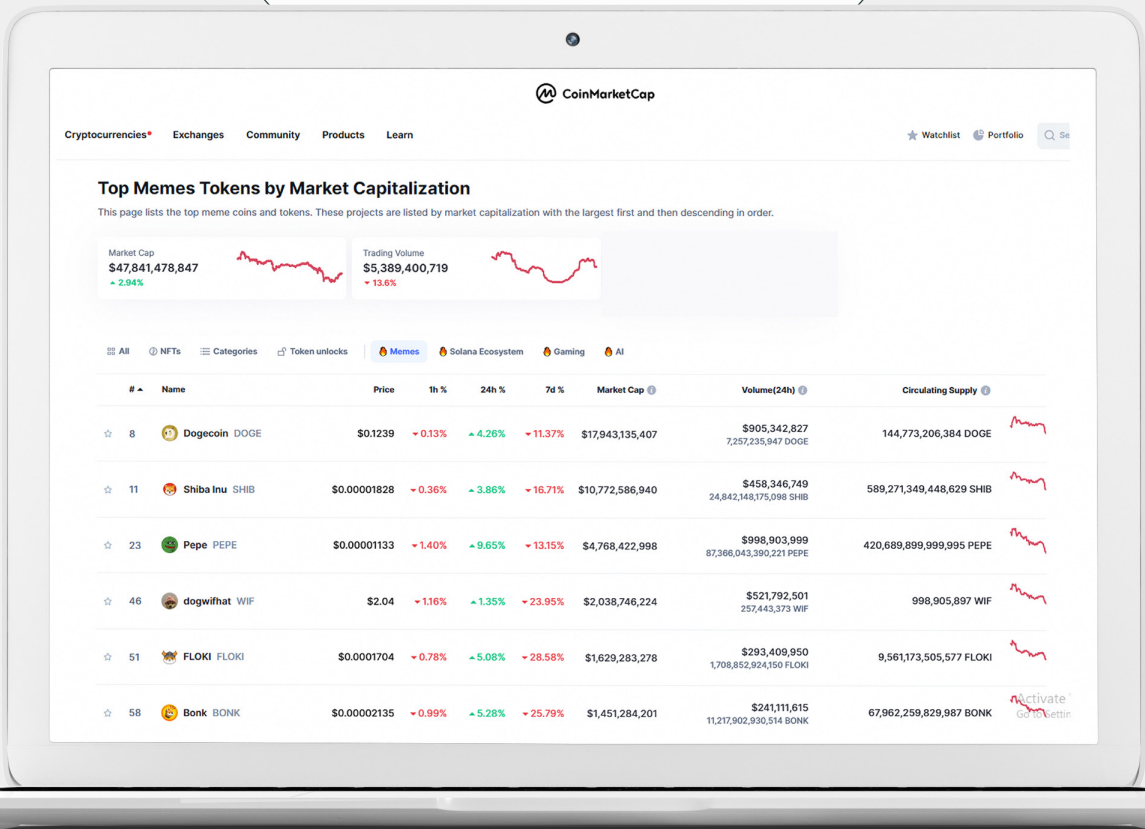 CoinMarketCap
Cryptocurrencies Exchanges Community Products Learn Watchlist Portfolio
Top Memes Tokens by Market Capitalization
This page lists the top meme coins and tokens. These projects are listed by market capitalization with the largest first and then descending in order.
Market Cap Trading Volume
$47,841,478,847 $5,389,400,719
2.94% 13.6%
All NFTs Categories Token unlocks Memes Solana Ecosystem Gaming AI
# Name Price 1h % 24h % 7d % Market Cap Volume(24h) Circulating Supply
8 Dogecoin DOGE $0.1239 0.13% 4.26% 11.37% $17,943,135,407 $905,342,827 144,773,206,384 DOGE
7,257,235,947 DOGE
11 Shiba Inu SHIB $0.00001828 0.36% 3.86% 16.71% $10,772,586,940 $458,346,749 589,271,349,448,629 SHIB
24,842,148,175,098 SHIB
23 Pepe PEPE $0.00001133 1.40% 9.65% 13.15% $4,768,422,998 $998,903,999 420,689,899,999,995 PEPE
87,366,043,390,221 PEPE
46 dogwifhat WIF $2.04 1.16% 1.35% 23.95% $2,038,746,224 $521,792,501 998,905,897 WIF
257,443,373 WIF
51 FLOKI FLOKI $0.0001704 0.78% 5.08% 28.58% $1,629,283,278 $293,409,950 9,561,173,505,577 FLOKI
1,708,852,924,150 FLOKI
58 Bonk BONK $0.00002135 0.99% 5.28% 25.79% $1,451,284,201 $241,111,615 67,962,259,829,987 BONK
11,217,902,930,514 BONK
Activate
Go to Settin